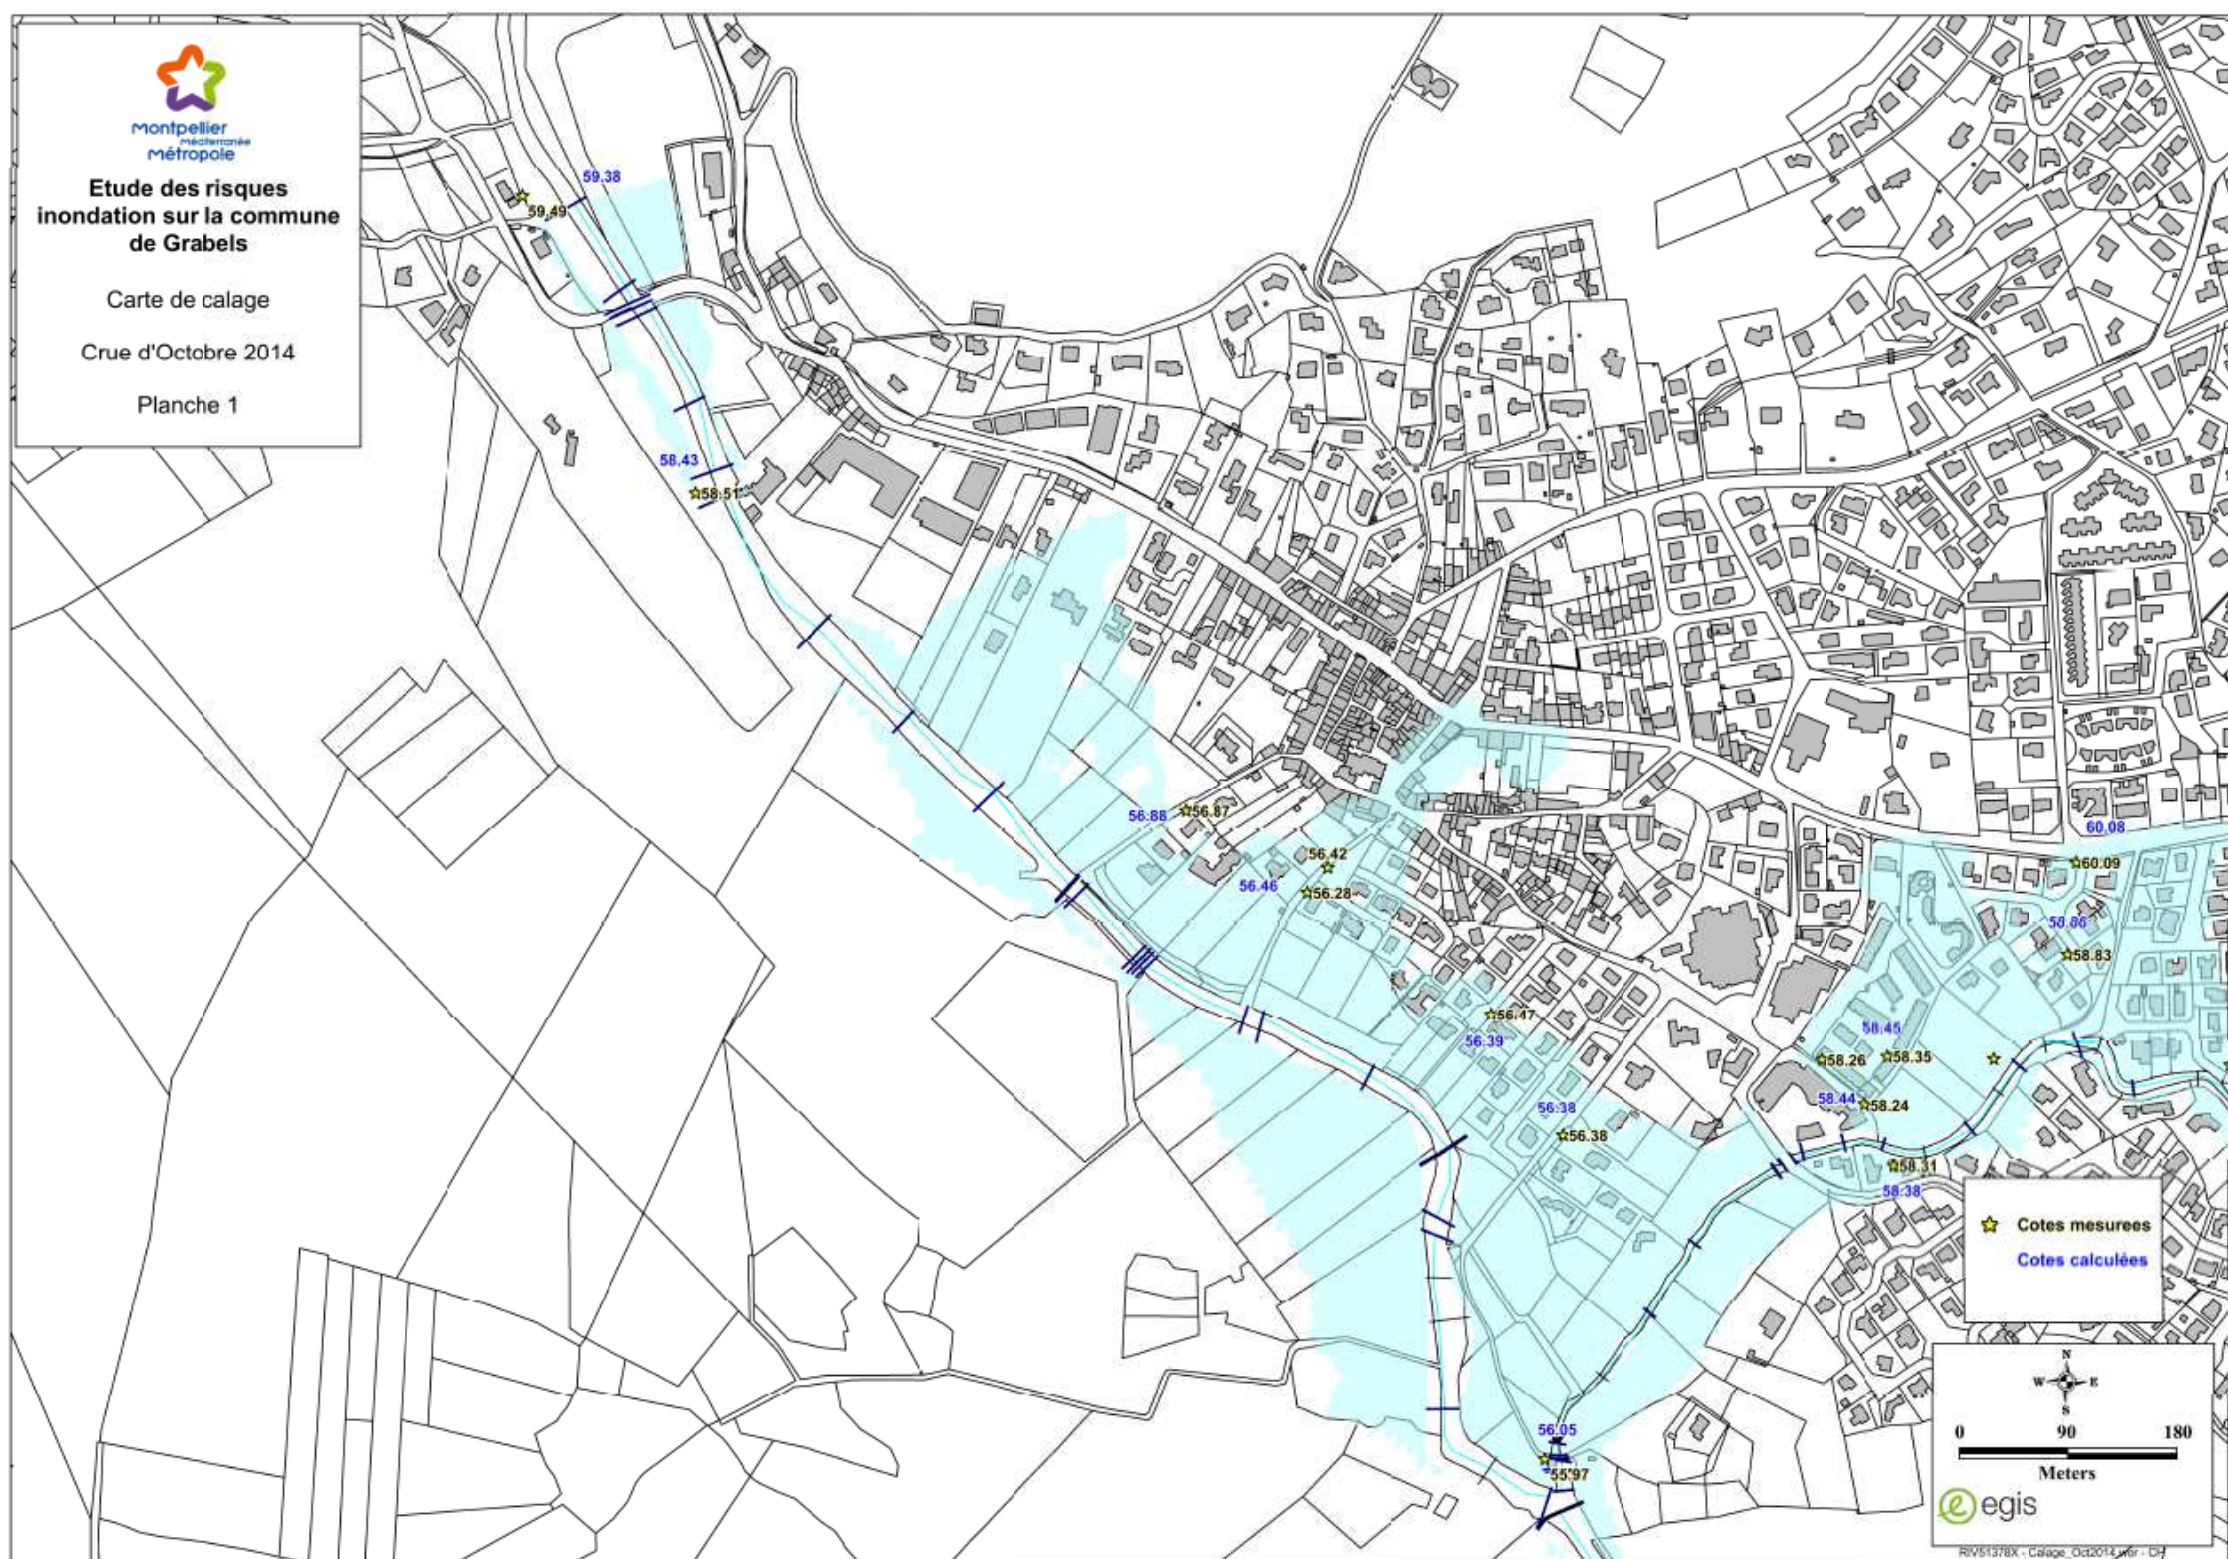 montpellier
méditerranée
métropole
Etude des risques
inondation sur la commune
de Grabels
Carte de calage
Crue d'Octobre 2014
Planche 1
59.38
59.49
58.43
58.51
56.88
56.87
56.42
56.46
56.28
60.08
60.09
58.86
58.83
56.47
56.39
58.45
58.26
58.35
58.44
58.24
56.38
56.38
58.31
58.38
Cotes mesurees
Cotes calculées
N
W E
S
0 90 180
Meters
56.05
55.97
egis
RIV51378X - Calage_Oct2014.wor - CH